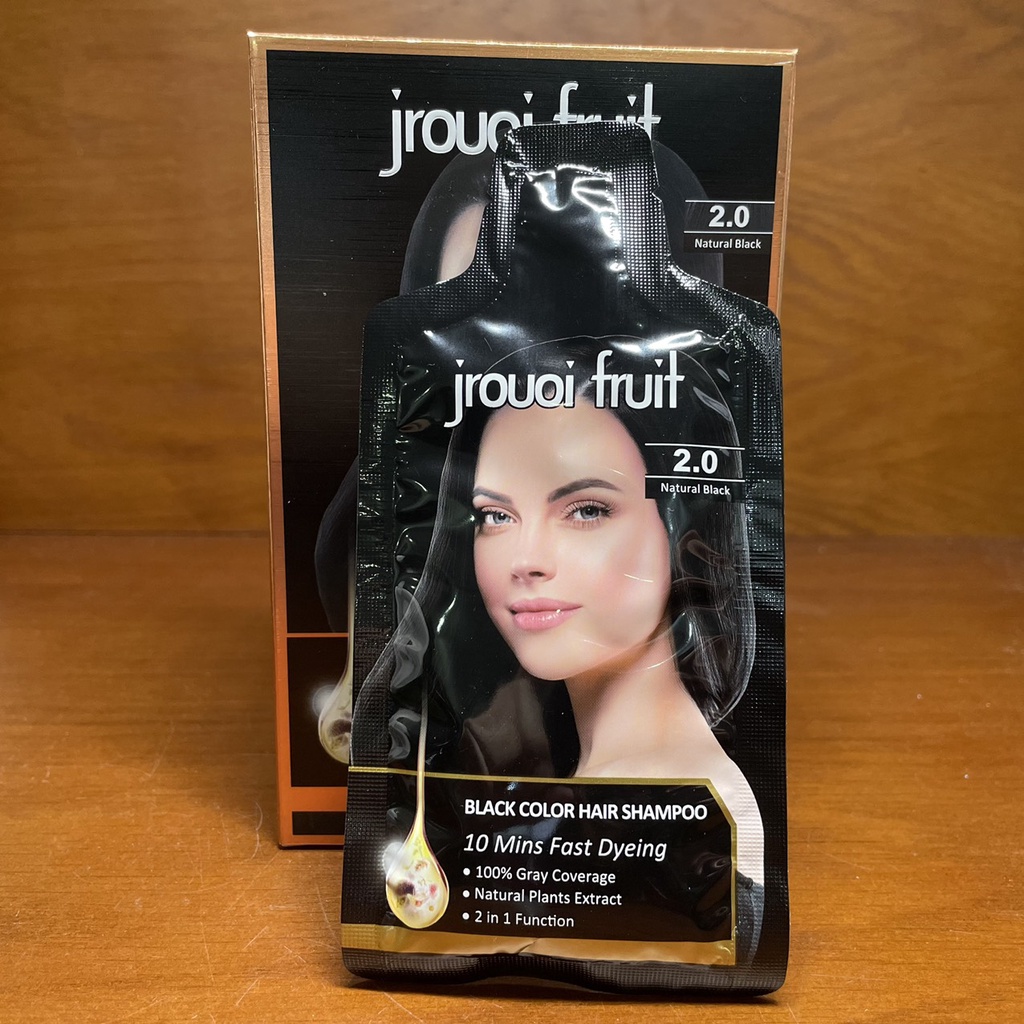 jrouoi fruit
2.0
Natural Black
jrouoi fruit
2.0
Natural Black
BLACK COLOR HAIR SHAMPOO
10 Mins Fast Dyeing
• 100% Gray Coverage
• Natural Plants Extract
• 2 in 1 Function